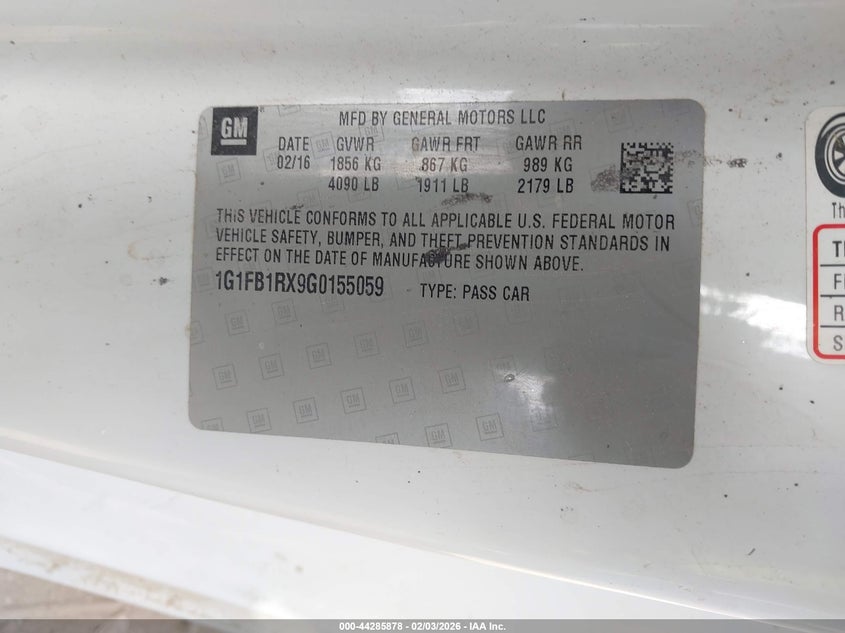 GM
MFD BY GENERAL MOTORS LLC
DATE GVWR GAWR FRT GAWR RR
02/16 1856 KG 867 KG 989 KG
4090 LB 1911 LB 2179 LB
THIS VEHICLE CONFORMS TO ALL APPLICABLE U.S. FEDERAL MOTOR
VEHICLE SAFETY, BUMPER, AND THEFT PREVENTION STANDARDS IN
EFFECT ON THE DATE OF MANUFACTURE SHOWN ABOVE.
1G1FB1RX9G0155059 TYPE: PASS CAR
000-44285878 - 02/03/2026 - IAA Inc.